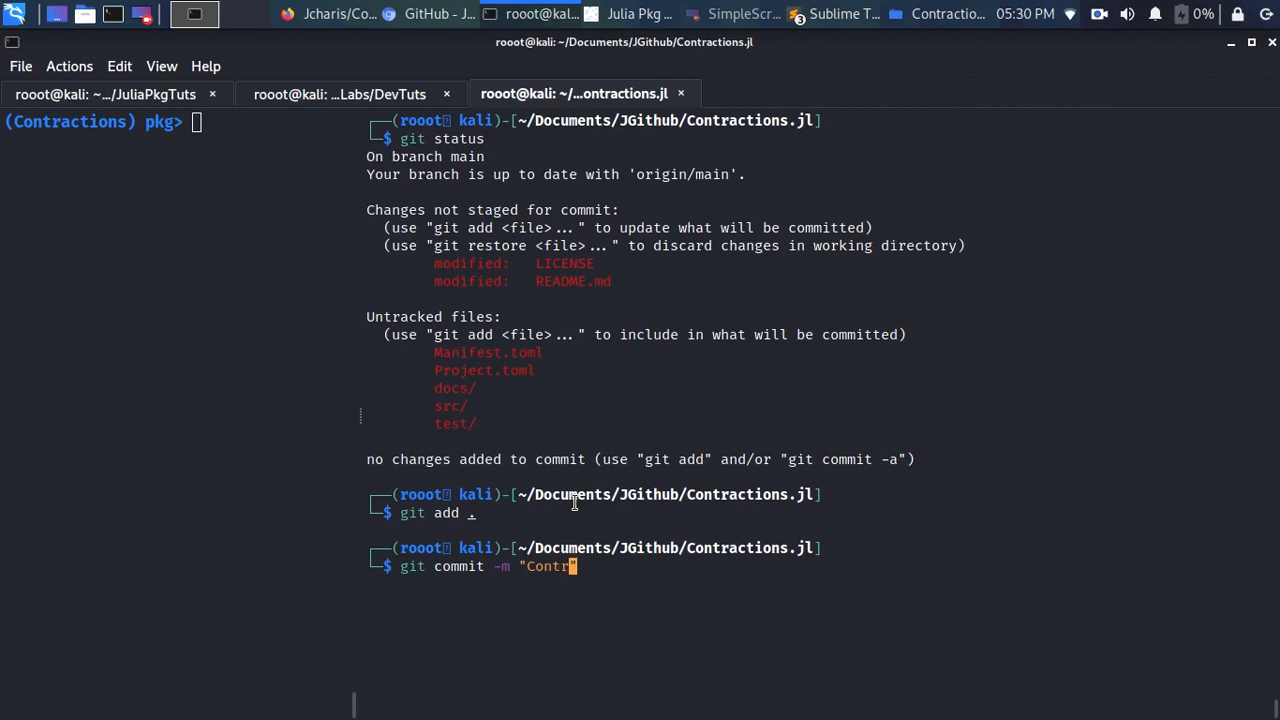 Jcharis/Co...
GitHub - J...
rooot@kal...
Julia Pkg ...
SimpleScr...
3
Sublime T...
Contractio...
05:30 PM
0%
rooot@kali: ~/Documents/JGithub/Contractions.jl
File Actions Edit View Help
rooot@kali: ~.../JuliaPkgTuts ×
rooot@kali: ...Labs/DevTuts ×
rooot@kali: ~/...ontractions.jl ×
(Contractions) pkg>
┌──(rooot kali)-[~/Documents/JGithub/Contractions.jl]
└─$ git status
On branch main
Your branch is up to date with 'origin/main'.
Changes not staged for commit:
(use "git add <file>..." to update what will be committed)
(use "git restore <file>..." to discard changes in working directory)
modified: LICENSE
modified: README.md
Untracked files:
(use "git add <file>..." to include in what will be committed)
Manifest.toml
Project.toml
docs/
src/
test/
no changes added to commit (use "git add" and/or "git commit -a")
┌──(rooot kali)-[~/Documents/JGithub/Contractions.jl]
└─$ git add .
┌──(rooot kali)-[~/Documents/JGithub/Contractions.jl]
└─$ git commit -m "Contr"